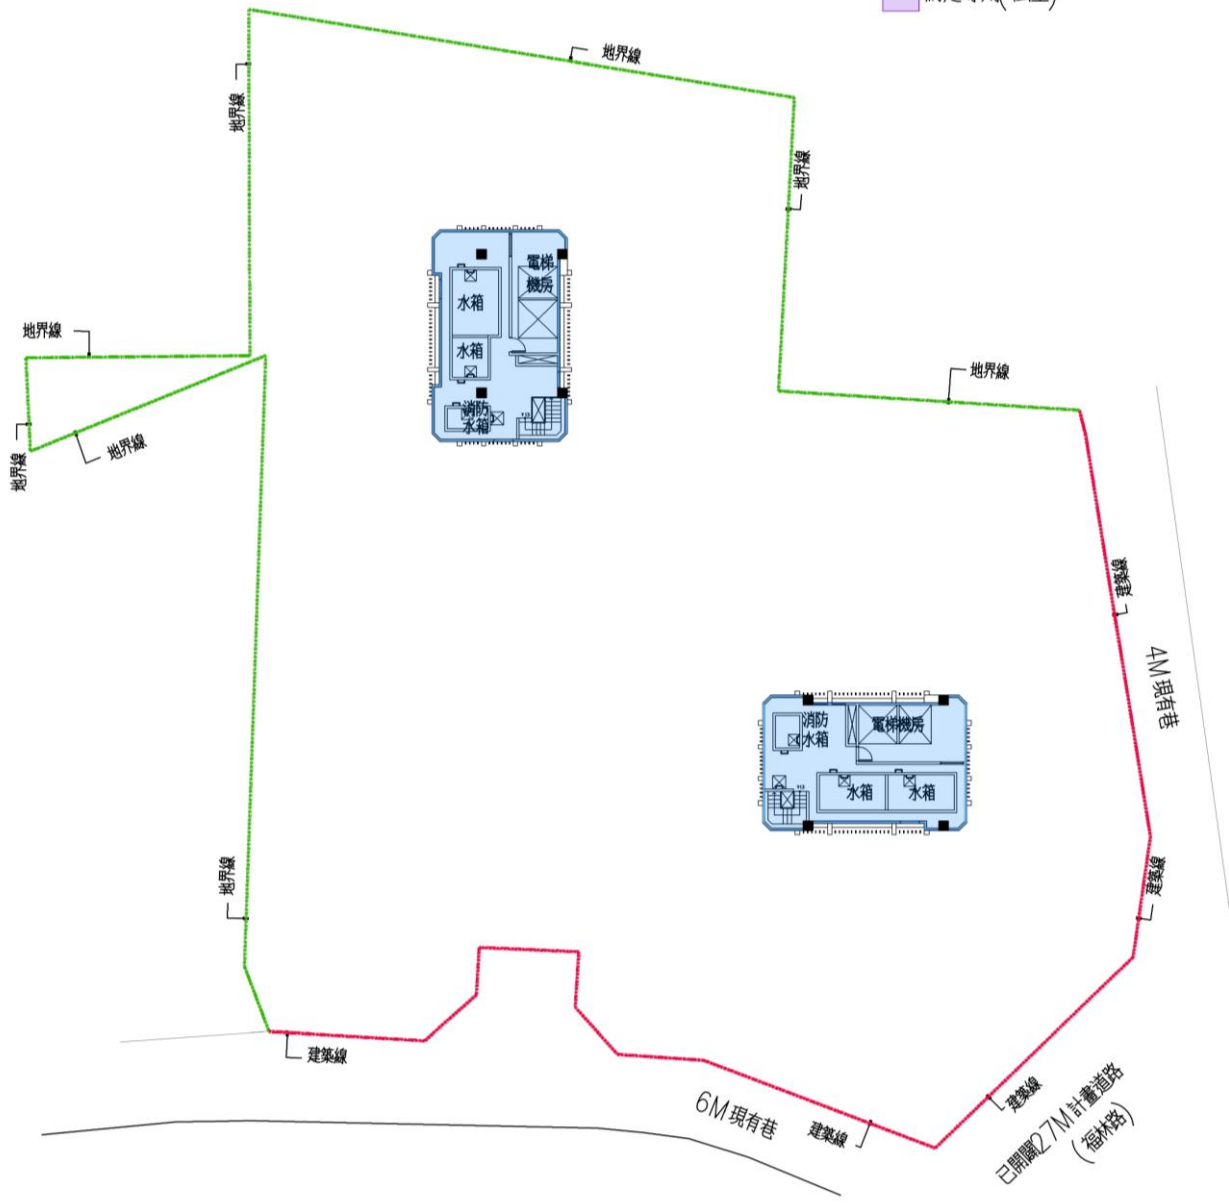 地界線
地界線
地界線
電梯
機房
水箱
水箱
消防
水箱
地界線
地界線
地界線
地界線
建築線
4M現有巷
消防
水箱
電梯機房
水箱
水箱
地界線
建築線
建築線
6M現有巷
建築線
建築線
已開闢27M計畫道路
(福林路)